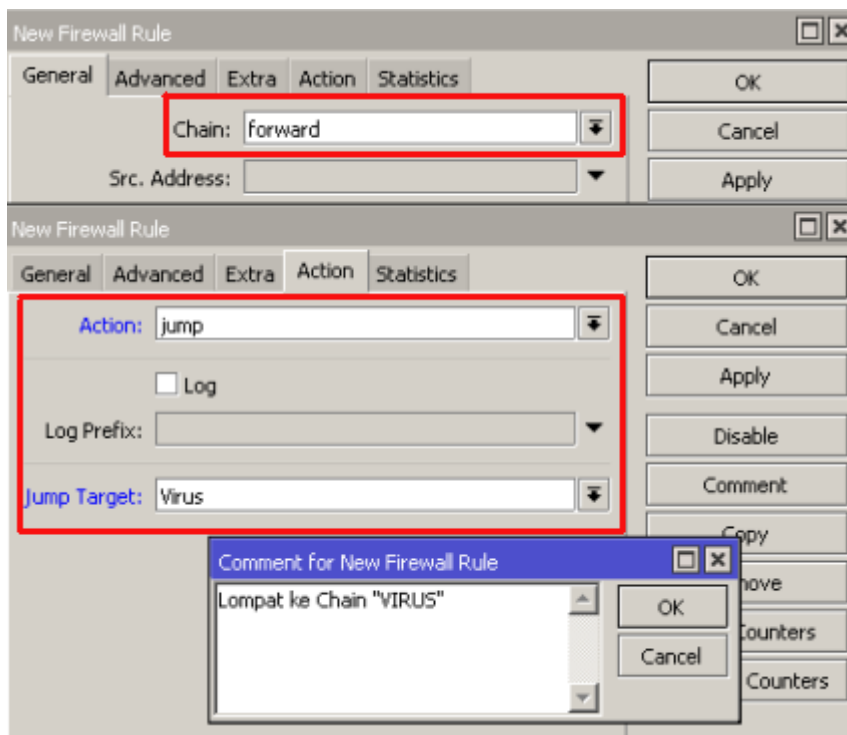 New Firewall Rule
General Advanced Extra Action Statistics
OK
Chain: forward
Cancel
Src. Address:
Apply
New Firewall Rule
General Advanced Extra Action Statistics
OK
Action: jump
Cancel
Log
Apply
Log Prefix:
Disable
Jump Target: Virus
Comment
Copy
Comment for New Firewall Rule
Lompat ke Chain "VIRUS"
OK
Cancel
nove
Counters
Counters